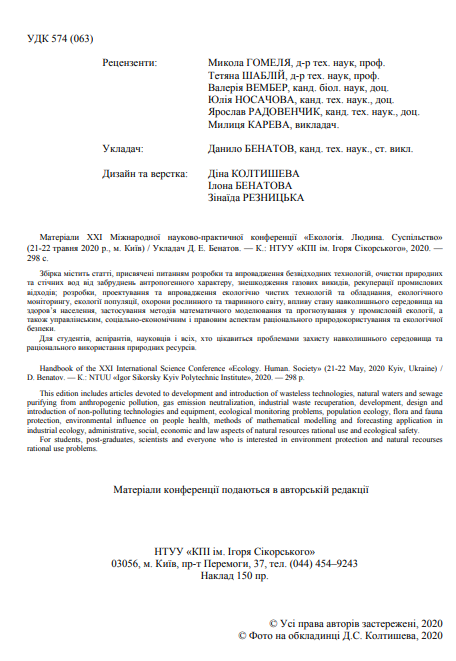 УДК 574 (063)
Рецензенти: Микола ГОМЕЛЯ, д-р тех. наук, проф.
Тетяна ШАБЛІЙ, д-р тех. наук, проф.
Валерія ВЕМБЕР, канд. біол. наук, доц.
Юлія НОСАЧОВА, канд. тех. наук., доц.
Ярослав РАДОВЕНЧИК, канд. тех. наук., доц.
Милиця КАРЕВА, викладач.
Укладач: Данило БЕНАТОВ, канд. тех. наук., ст. викл.
Дизайн та верстка: Діна КОЛТИШЕВА
Ілона БЕНАТОВА
Зінаїда РЕЗНИЦЬКА
Матеріали XXI Міжнародної науково-практичної конференції «Екологія. Людина. Суспільство»
(21-22 травня 2020 р., м. Київ) / Укладач Д. Е. Бенатов. — К.: НТУУ «КПІ ім. Ігоря Сікорського», 2020. —
298 с.
Збірка містить статті, присвячені питанням розробки та впровадження безвідходних технологій, очистки природних
та стічних вод від забруднень антропогенного характеру, знешкодження газових викидів, рекуперації промислових
відходів; розробки, проектування та впровадження екологічно чистих технологій та обладнання, екологічного
моніторингу, екології популяції, охорони рослинного та тваринного світу, впливу стану навколишнього середовища на
здоров'я населення, застосування методів математичного моделювання та прогнозування у промисловій екології, а
також управлінським, соціально-економічним і правовим аспектам раціонального природокористування та екологічної
безпеки.
Для студентів, аспірантів, науковців і всіх, хто цікавиться проблемами захисту навколишнього середовища та
раціонального використання природних ресурсів.
Handbook of the XXI International Science Conference «Ecology. Human. Society» (21-22 May, 2020 Kyiv, Ukraine) /
D. Benatov. — K.: NTUU «Igor Sikorsky Kyiv Polytechnic Institute», 2020. — 298 p.
This edition includes articles devoted to development and introduction of wasteless technologies, natural waters and sewage
purifying from anthropogenic pollution, gas emission neutralization, industrial waste recuperation, development, design and
introduction of non-polluting technologies and equipment, ecological monitoring problems, population ecology, flora and fauna
protection, environmental influence on people health, methods of mathematical modelling and forecasting application in
industrial ecology, administrative, social, economic and law aspects of natural resources rational use and ecological safety.
For students, post-graduates, scientists and everyone who is interested in environment protection and natural recourses
rational use problems.
Матеріали конференції подаються в авторській редакції
НТУУ «КПІ ім. Ігоря Сікорського»
03056, м. Київ, пр-т Перемоги, 37, тел. (044) 454–9243
Наклад 150 пр.
© Усі права авторів застережені, 2020
© Фото на обкладинці Д.С. Колтишева, 2020